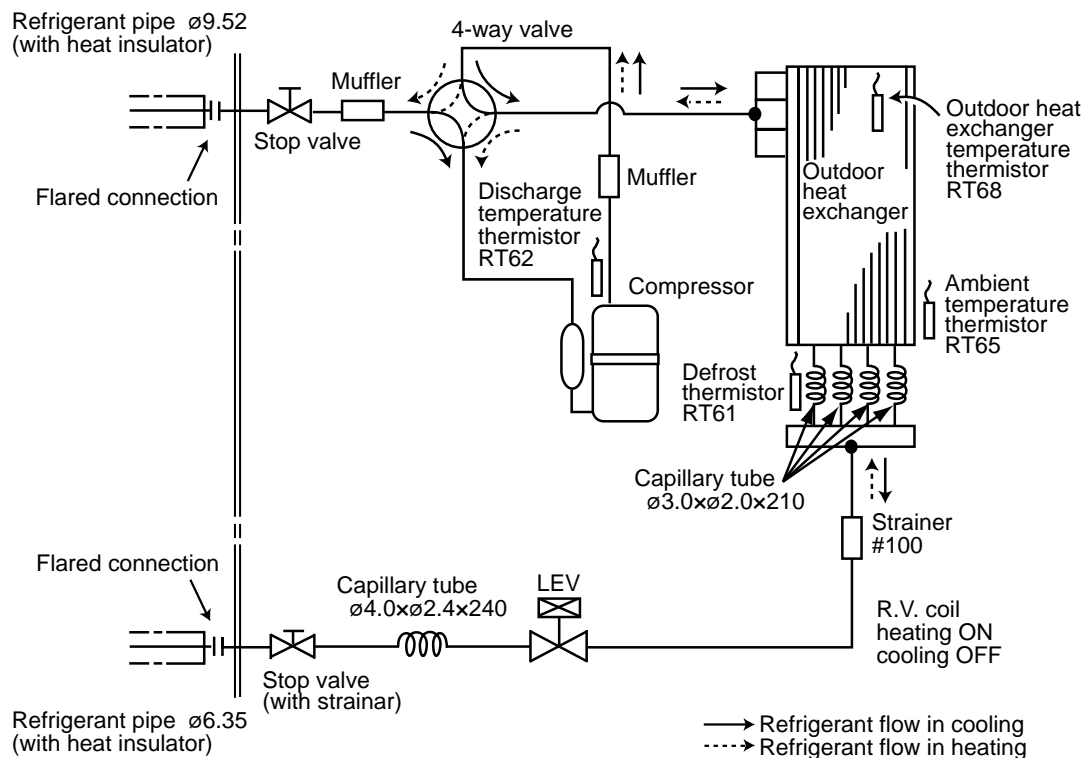 Refrigerant pipe ø9.52
(with heat insulator)
4-way valve
Muffler
Stop valve
Flared connection
Outdoor heat
exchanger
temperature
thermistor
RT68
Outdoor
heat
exchanger
Muffler
Discharge
temperature
thermistor
RT62
Compressor
Ambient
temperature
thermistor
RT65
Defrost
thermistor
RT61
Capillary tube
ø3.0×ø2.0×210
Strainer
#100
Flared connection
Capillary tube
ø4.0×ø2.4×240
LEV
R.V. coil
heating ON
cooling OFF
Stop valve
(with strainar)
Refrigerant pipe ø6.35
(with heat insulator)
Refrigerant flow in cooling
Refrigerant flow in heating